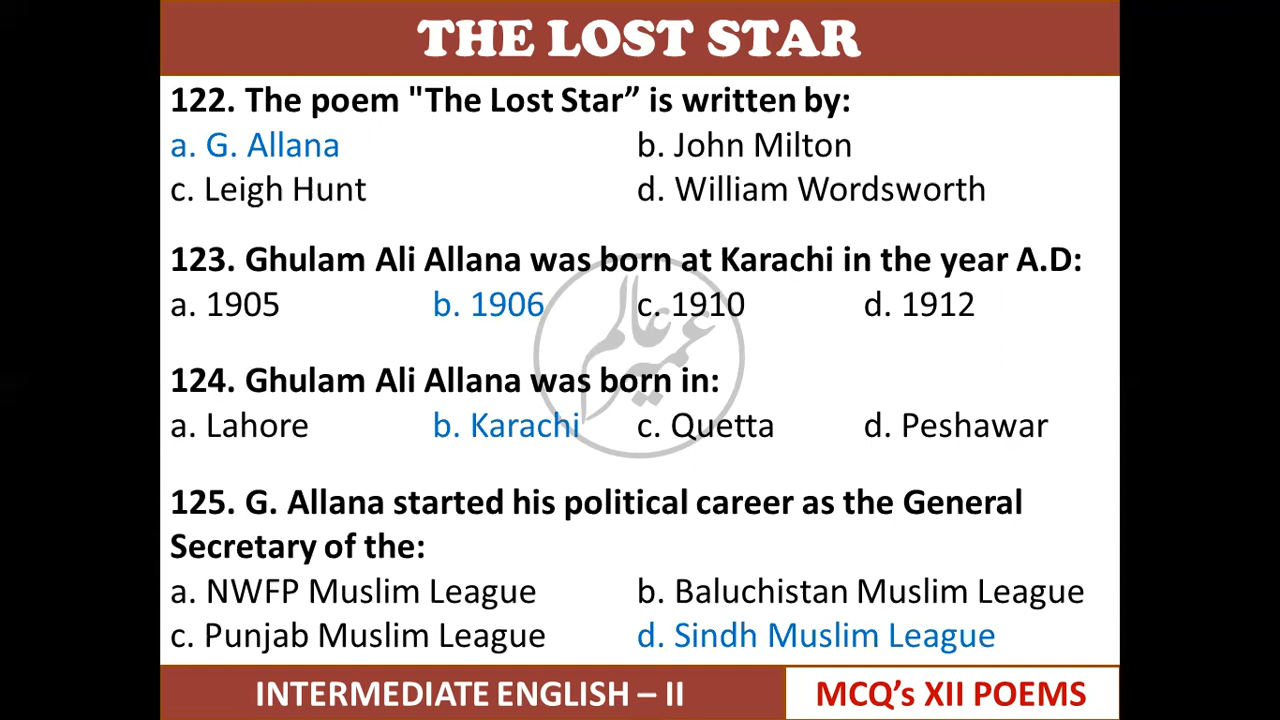 THE LOST STAR
122. The poem "The Lost Star” is written by:
a. G. Allana b. John Milton
c. Leigh Hunt d. William Wordsworth
123. Ghulam Ali Allana was born at Karachi in the year A.D:
a. 1905 b. 1906 c. 1910 d. 1912
عمیر عالم
124. Ghulam Ali Allana was born in:
a. Lahore b. Karachi c. Quetta d. Peshawar
125. G. Allana started his political career as the General
Secretary of the:
a. NWFP Muslim League b. Baluchistan Muslim League
c. Punjab Muslim League d. Sindh Muslim League
INTERMEDIATE ENGLISH – II MCQ’s XII POEMS